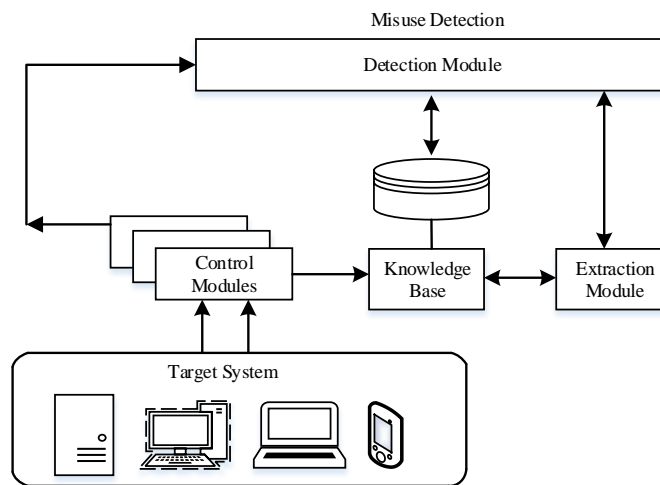 Misuse Detection
Detection Module
Control
Modules
Knowledge
Base
Extraction
Module
Target System